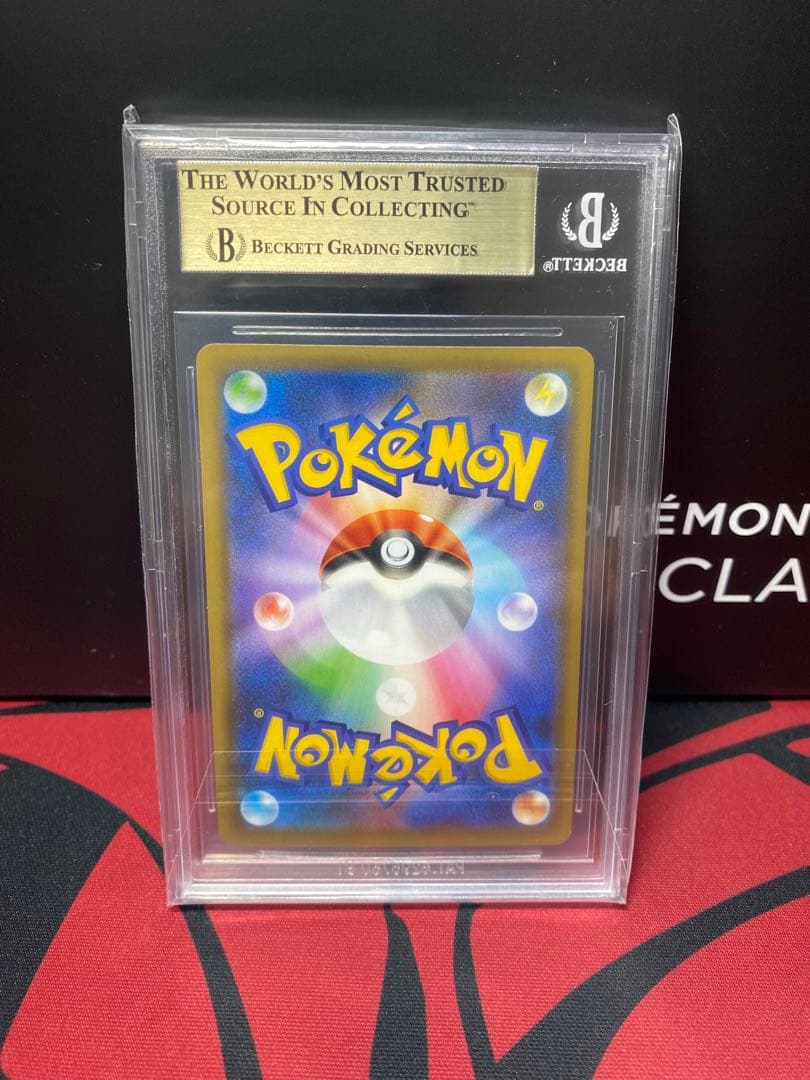 THE WORLD'S MOST TRUSTED
SOURCE IN COLLECTING™
B BECKETT GRADING SERVICES
B
BECKETT®
POKéMON®
ÉMON
CLA
POKéMON®